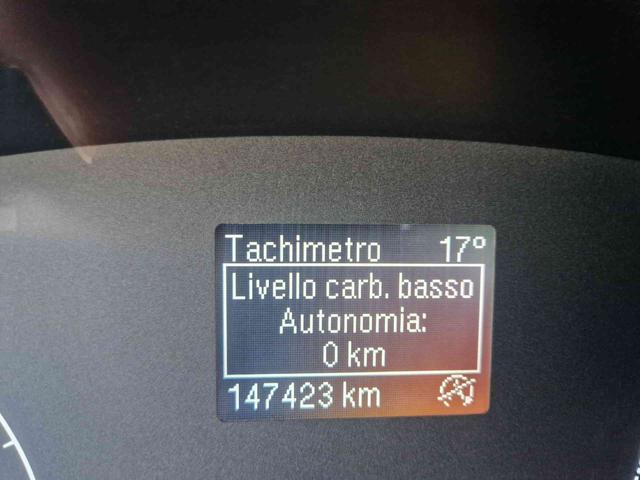 Tachimetro 17°
Livello carb. basso
Autonomia:
0 km
147423 km